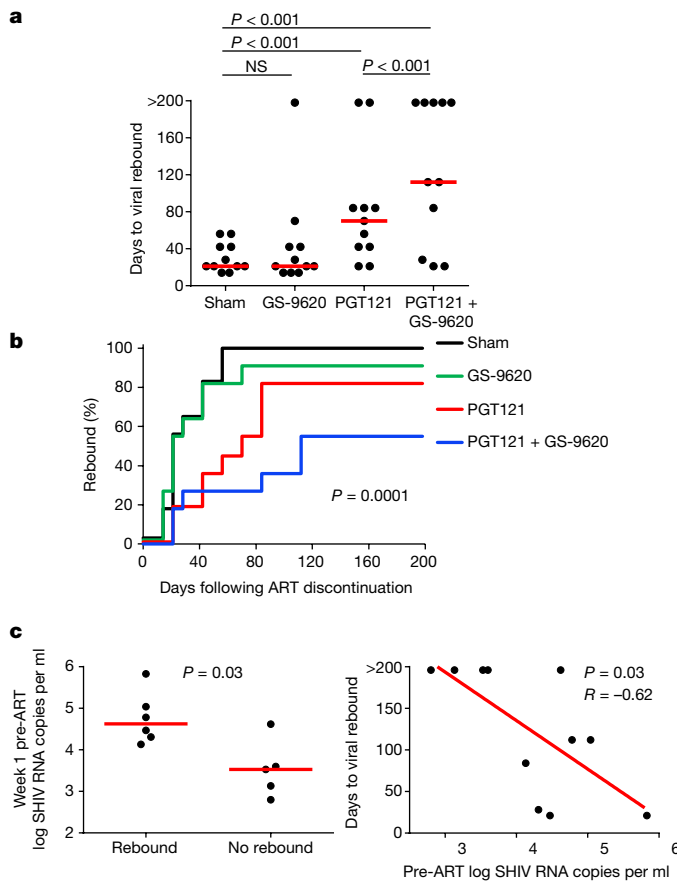 a
P < 0.001
P < 0.001
NS
P < 0.001
Days to viral rebound
>200
160
120
80
40
0
Sham
GS-9620
PGT121
PGT121 +
GS-9620
b
Rebound (%)
100
80
60
40
20
0
0
40
80
120
160
200
Days following ART discontinuation
P = 0.0001
Sham
GS-9620
PGT121
PGT121 + GS-9620
c
Week 1 pre-ART
log SHIV RNA copies per ml
6
5
4
3
2
P = 0.03
Rebound
No rebound
Days to viral rebound
>200
150
100
50
0
P = 0.03
R = –0.62
3
4
5
6
Pre-ART log SHIV RNA copies per ml